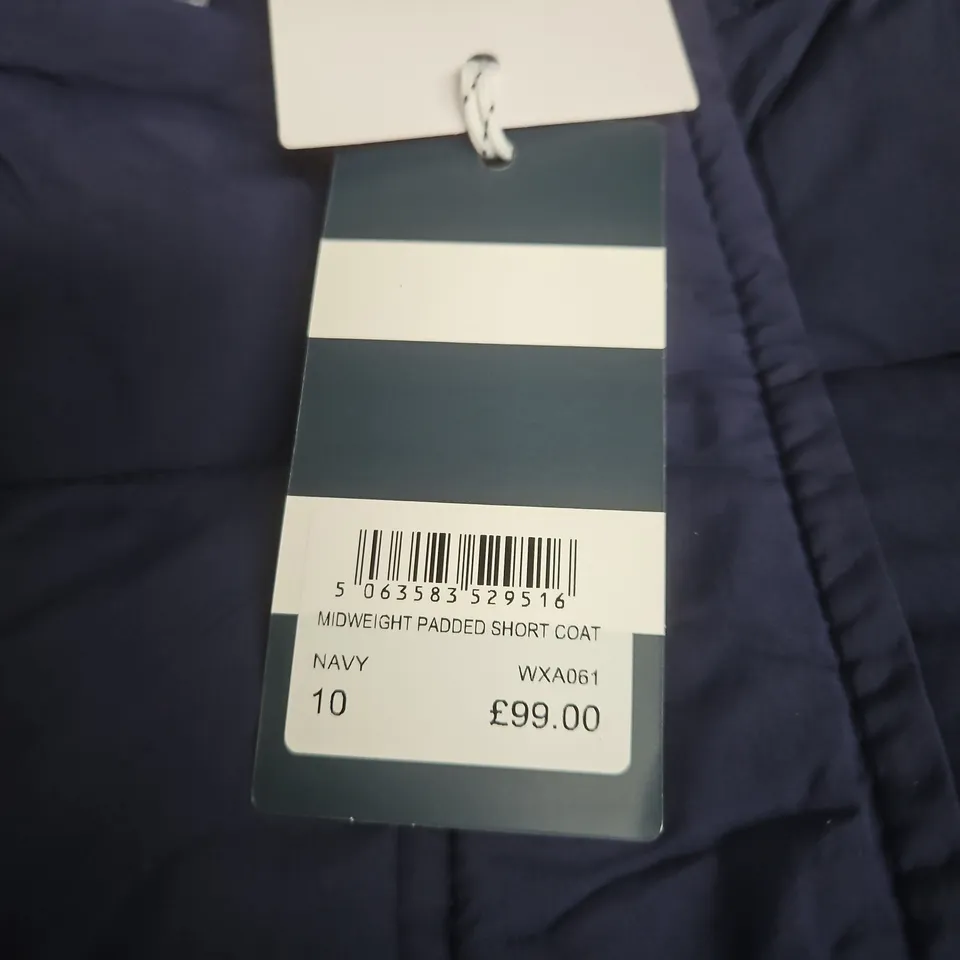 5 063583 529516
MIDWEIGHT PADDED SHORT COAT
NAVY WXA061
10 £99.00